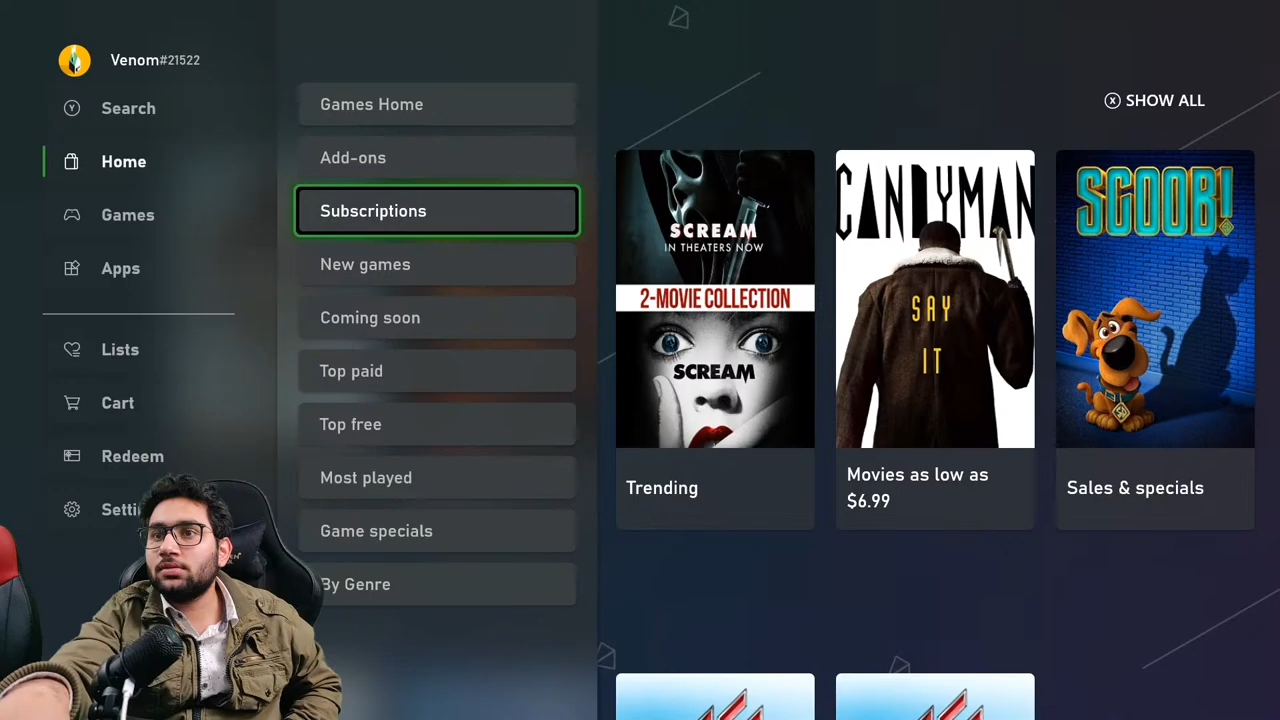 Venom#21522
Y Search
Home
Games
Apps
Lists
Cart
Redeem
Games Home
Add-ons
Subscriptions
New games
Coming soon
Top paid
Top free
Most played
Game specials
By Genre
X SHOW ALL
SCREAM
IN THEATERS NOW
2-MOVIE COLLECTION
SCREAM
Trending
CANDYMAN
SAY
IT
Movies as low as
$6.99
SCOOB!
Sales & specials